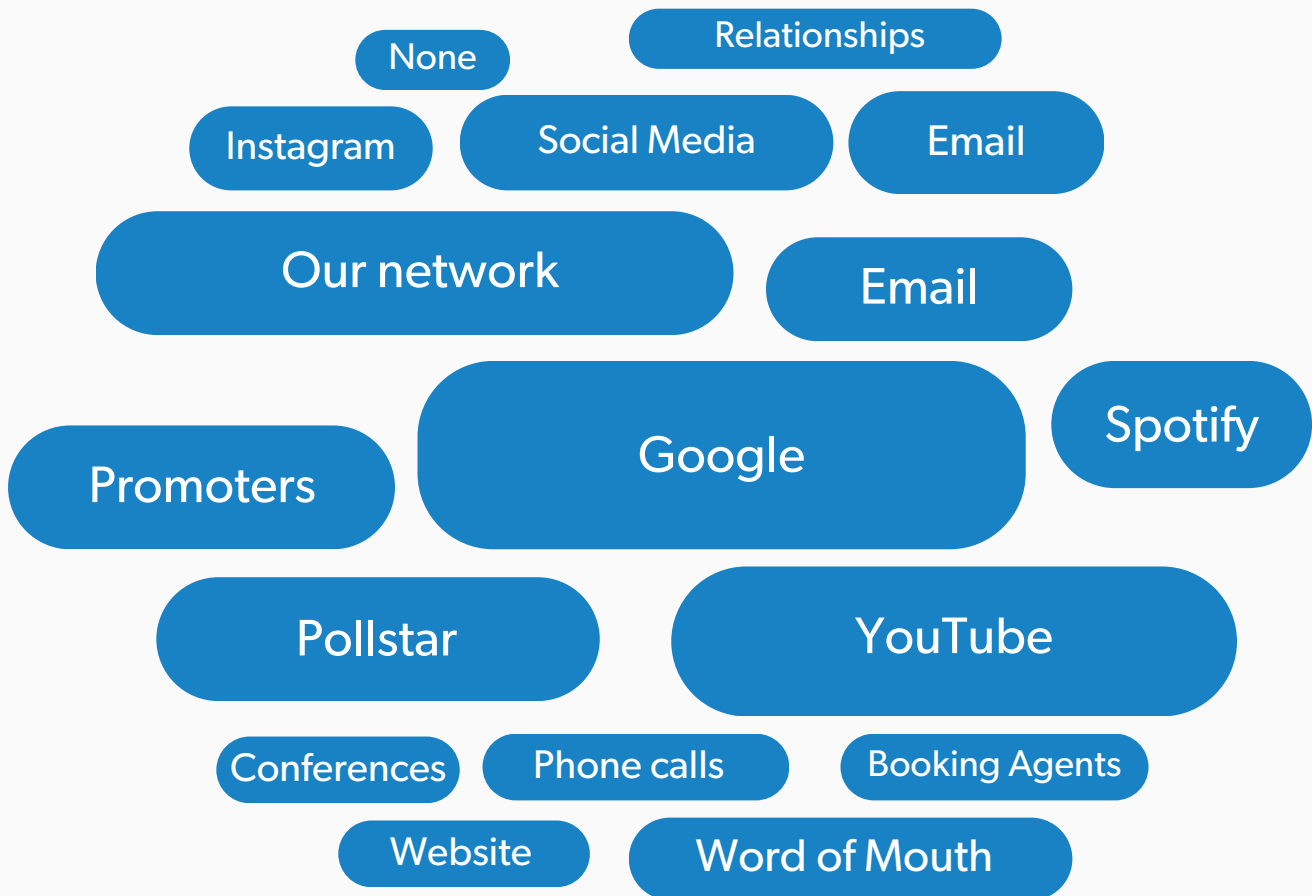 Relationships
None
Social Media
Email
Instagram
Our network
Email
Spotify
Google
Promoters
YouTube
Pollstar
Phone calls
Booking Agents
Conferences
Website
Word of Mouth